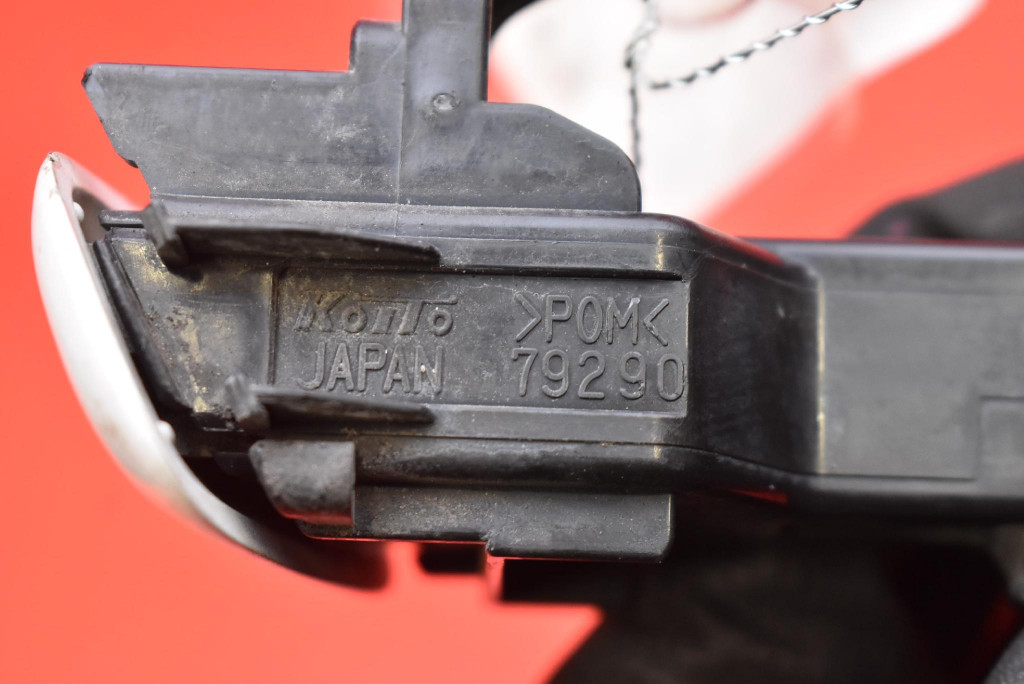 KOITO >POM<
JAPAN 79290